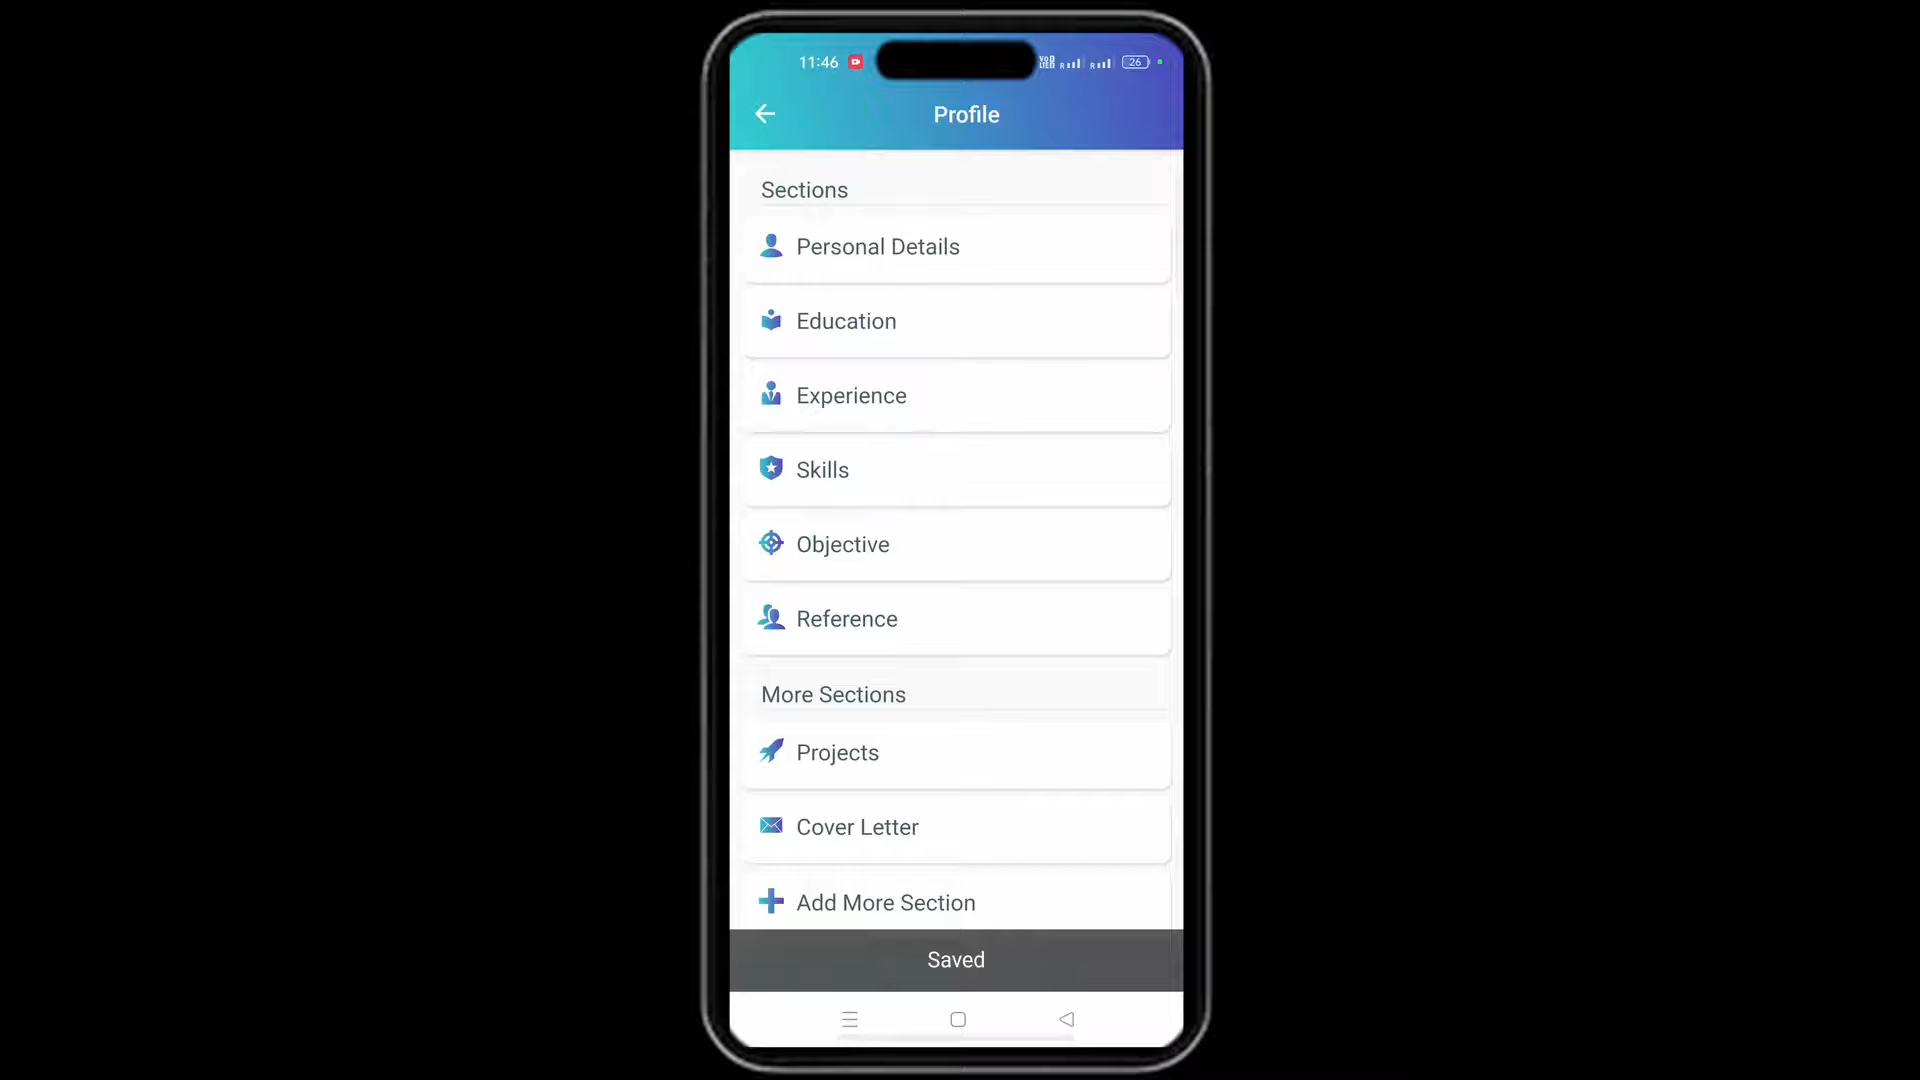 11:46
26
Profile
Sections
Personal Details
Education
Experience
Skills
Objective
Reference
More Sections
Projects
Cover Letter
Add More Section
Saved